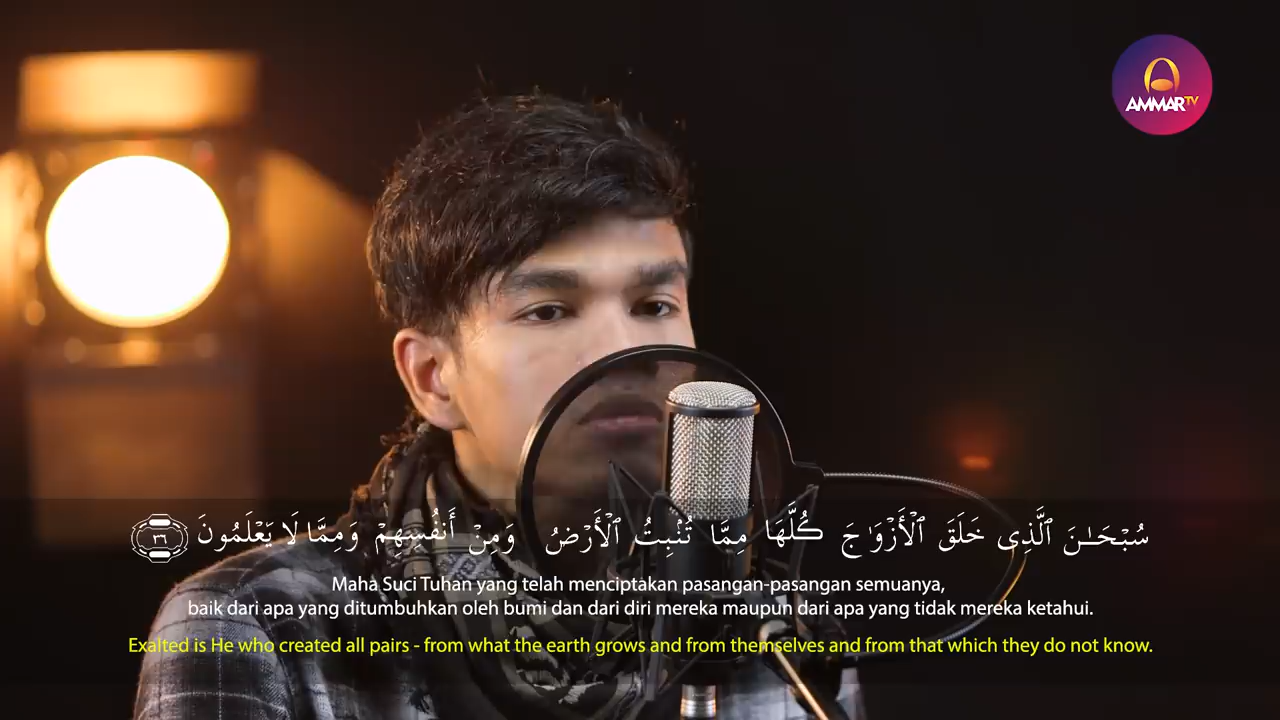 AMMARTV
سُبْحَـٰنَ ٱلَّذِى خَلَقَ ٱلْأَزْوَٰجَ كُلَّهَا مِمَّا تُنۢبِتُ ٱلْأَرْضُ وَمِنْ أَنفُسِهِمْ وَمِمَّا لَا يَعْلَمُونَ ٣٦
Maha Suci Tuhan yang telah menciptakan pasangan-pasangan semuanya,
baik dari apa yang ditumbuhkan oleh bumi dan dari diri mereka maupun dari apa yang tidak mereka ketahui.
Exalted is He who created all pairs - from what the earth grows and from themselves and from that which they do not know.